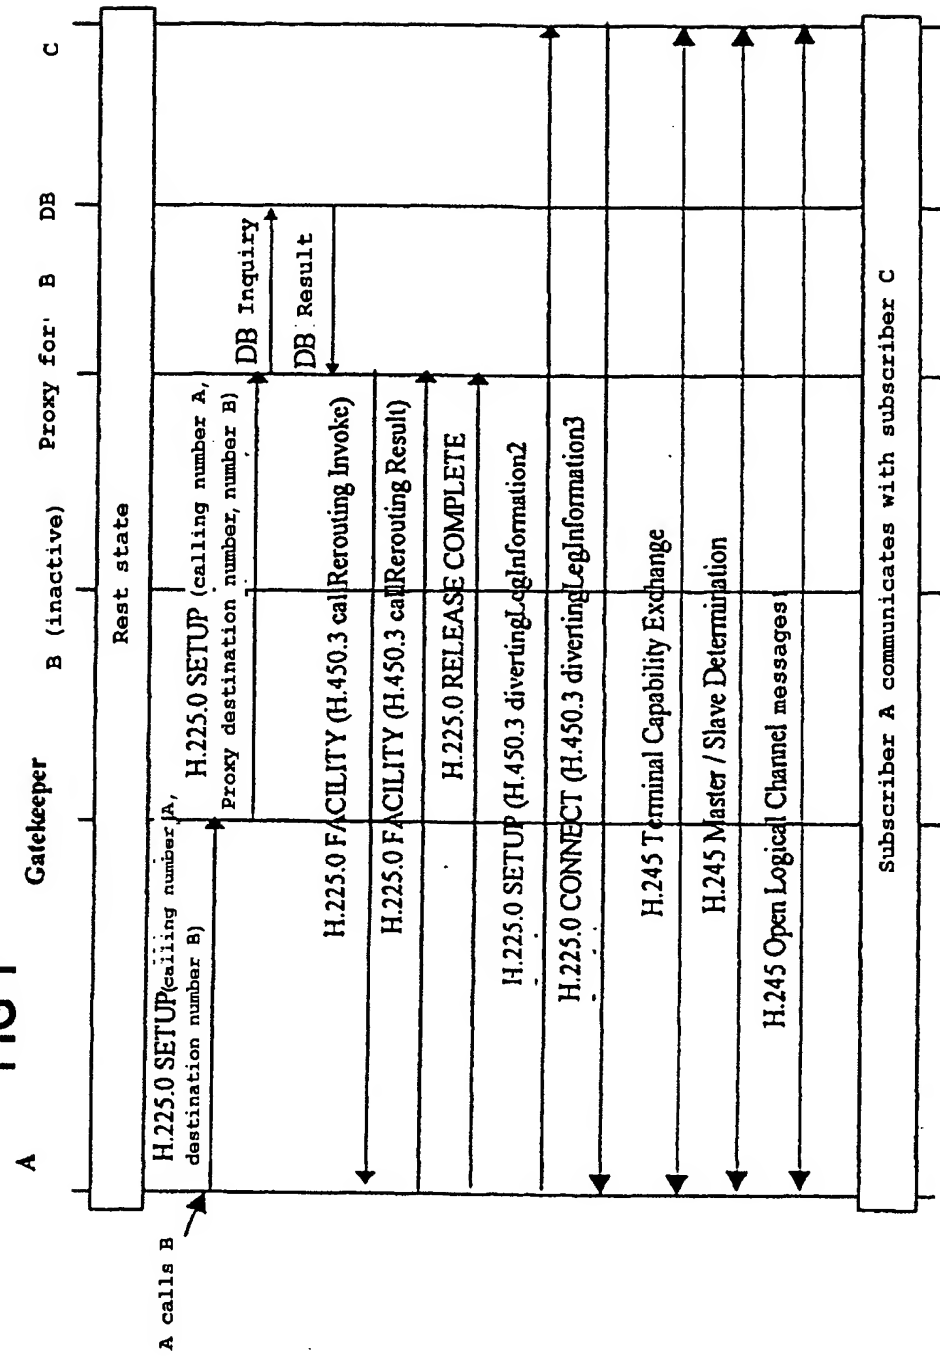 FIG 1
A
Gatekeeper
B (inactive)
Proxy for B
DB
C
Rest state
A calls B
H.225.0 SETUP(calling number A,
destination number B)
H.225.0 SETUP (calling number A,
Proxy destination number, number B)
DB Inquiry
DB Result
H.225.0 FACILITY (H.450.3 callRerouting Invoke)
H.225.0 FACILITY (H.450.3 callRerouting Result)
H.225.0 RELEASE COMPLETE
H.225.0 SETUP (H.450.3 divertingLegInformation2
H.225.0 CONNECT (H.450.3 divertingLegInformation3
H.245 Terminal Capability Exchange
H.245 Master / Slave Determination
H.245 Open Logical Channel messages
Subscriber A communicates with subscriber C